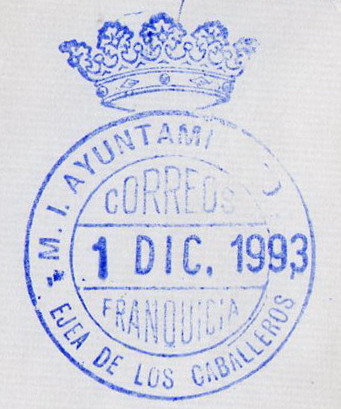 M. I. AYUNTAMI O
CORREOS
1 DIC. 1993
FRANQUICIA
EJEA DE LOS CABALLEROS